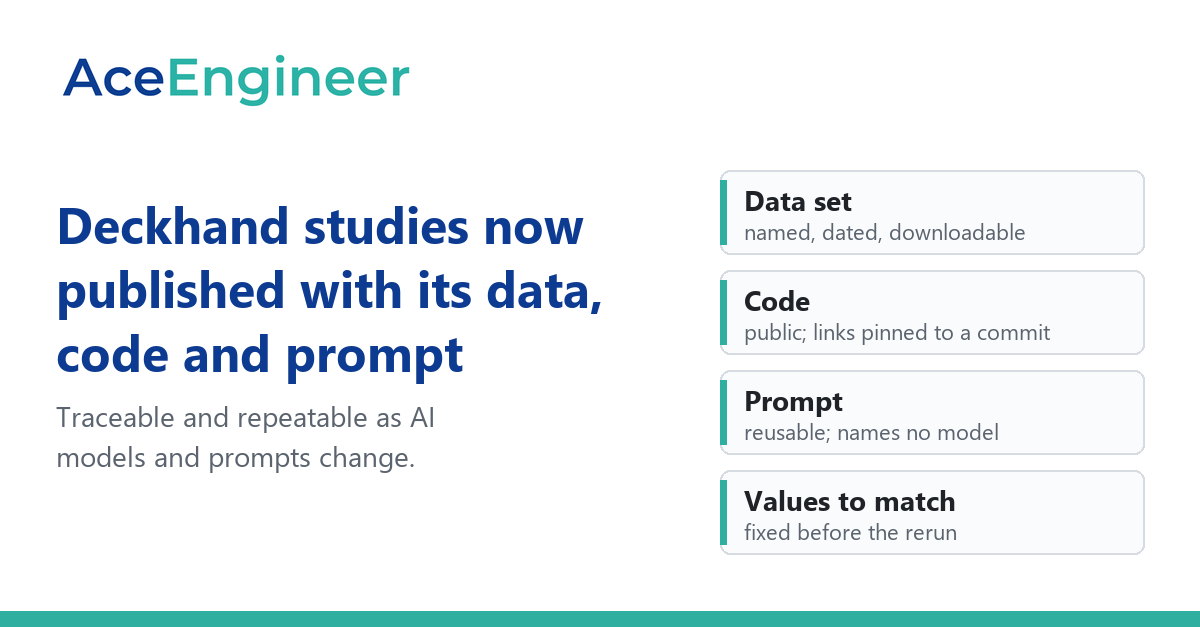 AceEngineer
Deckhand studies now
published with its data,
code and prompt
Traceable and repeatable as AI
models and prompts change.
Data set
named, dated, downloadable
Code
public; links pinned to a commit
Prompt
reusable; names no model
Values to match
fixed before the rerun